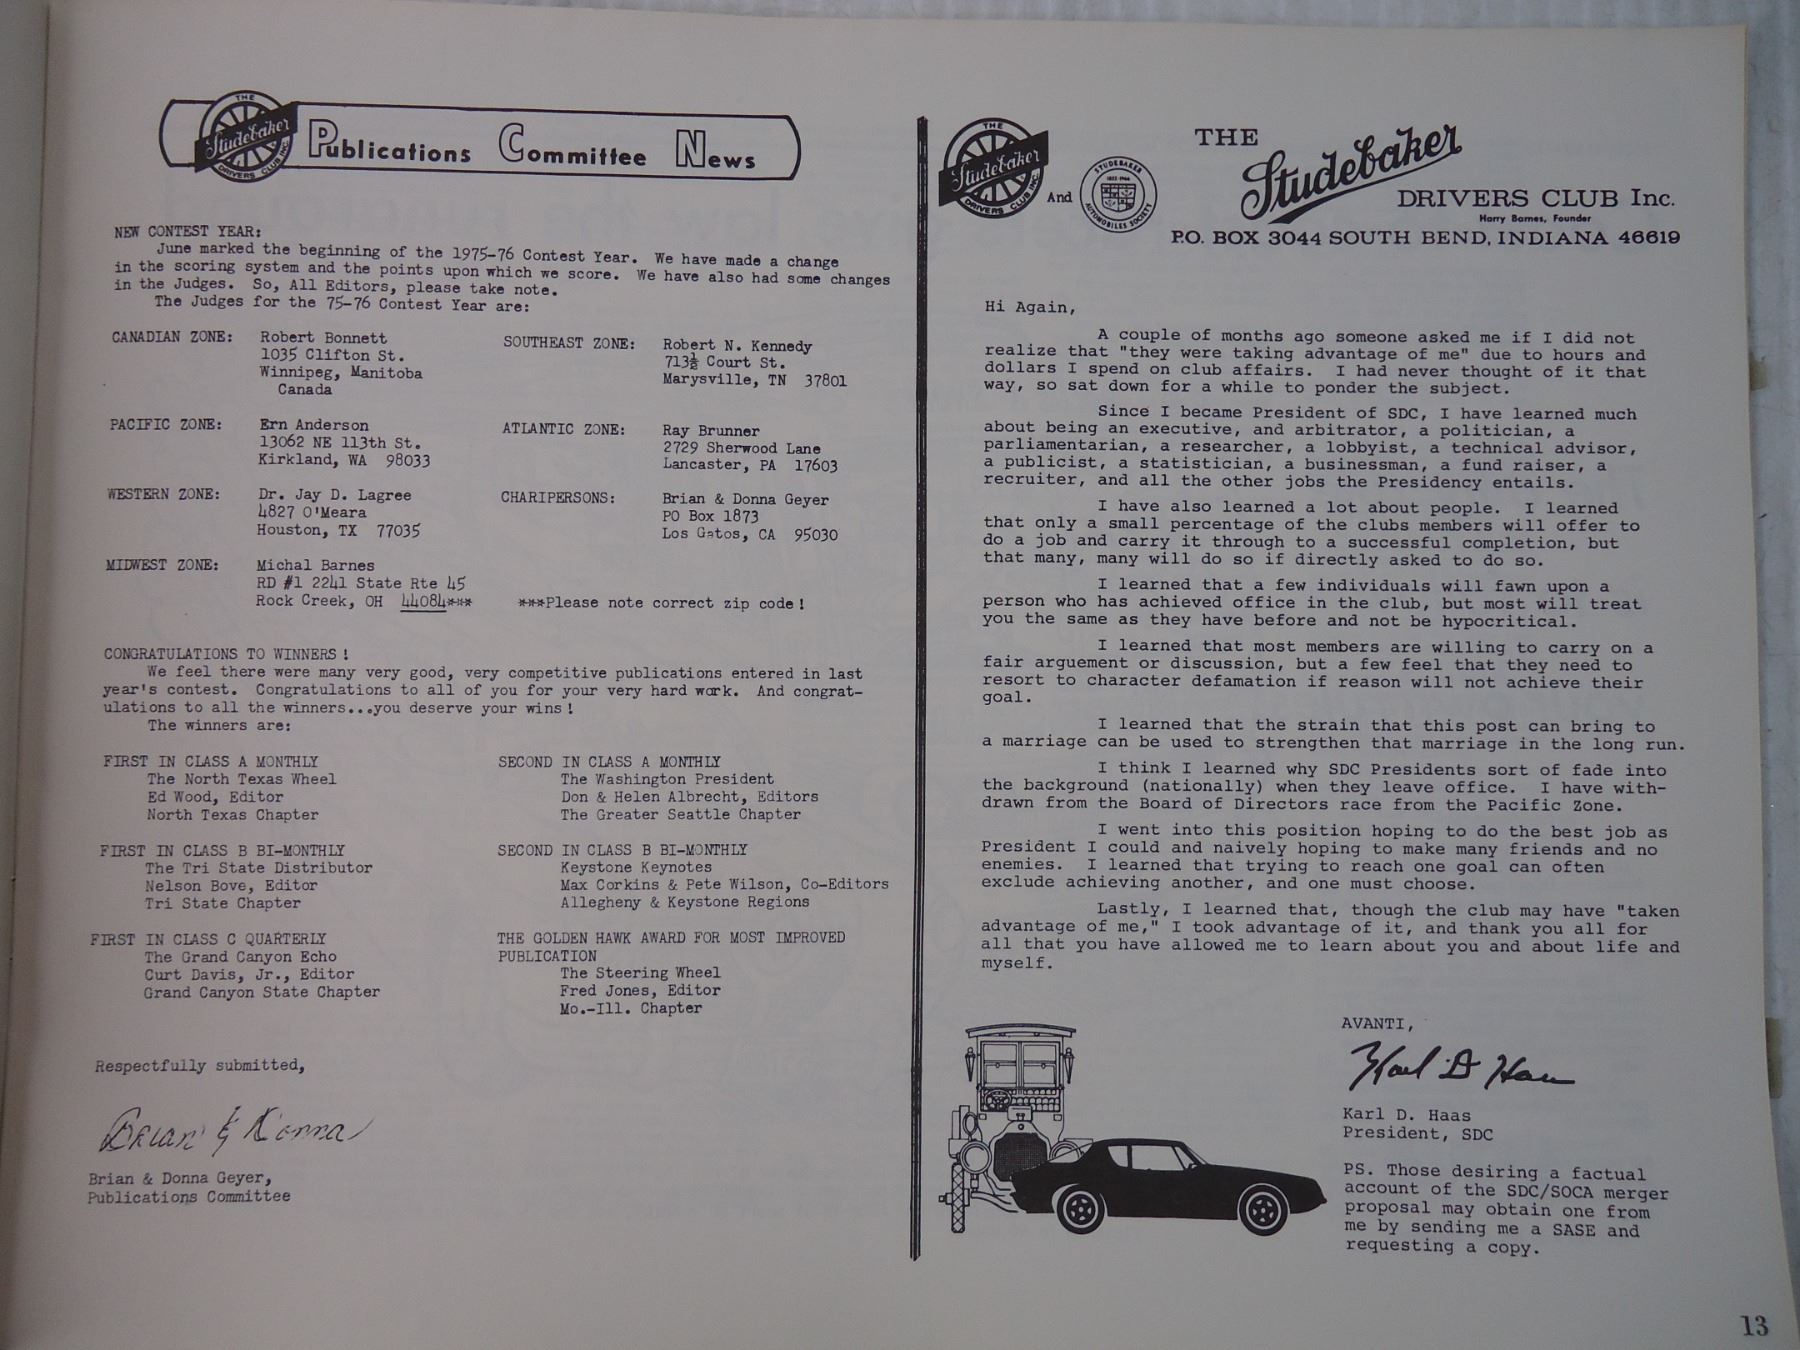 THE
Studebaker
DRIVERS CLUB INC.
Publications Committee News
NEW CONTEST YEAR:
June marked the beginning of the 1975-76 Contest Year. We have made a change
in the scoring system and the points upon which we score. We have also had some changes
in the Judges. So, All Editors, please take note.
The Judges for the 75-76 Contest Year are:
CANADIAN ZONE: Robert Bonnett
1035 Clifton St.
Winnipeg, Manitoba
Canada
SOUTHEAST ZONE: Robert N. Kennedy
713½ Court St.
Marysville, TN 37801
PACIFIC ZONE: Ern Anderson
13062 NE 113th St.
Kirkland, WA 98033
ATLANTIC ZONE: Ray Brunner
2729 Sherwood Lane
Lancaster, PA 17603
WESTERN ZONE: Dr. Jay D. Lagree
4827 O'Meara
Houston, TX 77035
CHARIPERSONS: Brian & Donna Geyer
PO Box 1873
Los Gatos, CA 95030
MIDWEST ZONE: Michal Barnes
RD #1 2241 State Rte 45
Rock Creek, OH 44084*** ***Please note correct zip code!
CONGRATULATIONS TO WINNERS!
We feel there were many very good, very competitive publications entered in last
year's contest. Congratulations to all of you for your very hard work. And congrat-
ulations to all the winners...you deserve your wins!
The winners are:
FIRST IN CLASS A MONTHLY
The North Texas Wheel
Ed Wood, Editor
North Texas Chapter
SECOND IN CLASS A MONTHLY
The Washington President
Don & Helen Albrecht, Editors
The Greater Seattle Chapter
FIRST IN CLASS B BI-MONTHLY
The Tri State Distributor
Nelson Bove, Editor
Tri State Chapter
SECOND IN CLASS B BI-MONTHLY
Keystone Keynotes
Max Corkins & Pete Wilson, Co-Editors
Allegheny & Keystone Regions
FIRST IN CLASS C QUARTERLY
The Grand Canyon Echo
Curt Davis, Jr., Editor
Grand Canyon State Chapter
THE GOLDEN HAWK AWARD FOR MOST IMPROVED
PUBLICATION
The Steering Wheel
Fred Jones, Editor
Mo.-Ill. Chapter
Respectfully submitted,
Brian & Donna
Brian & Donna Geyer,
Publications Committee
THE
Studebaker
DRIVERS CLUB INC.
And
STUDEBAKER
1852-1966
AUTOMOBILES SOCIETY
THE
Studebaker
DRIVERS CLUB Inc.
Harry Barnes, Founder
P.O. BOX 3044 SOUTH BEND, INDIANA 46619
Hi Again,
A couple of months ago someone asked me if I did not
realize that "they were taking advantage of me" due to hours and
dollars I spend on club affairs. I had never thought of it that
way, so sat down for a while to ponder the subject.
Since I became President of SDC, I have learned much
about being an executive, and arbitrator, a politician, a
parliamentarian, a researcher, a lobbyist, a technical advisor,
a publicist, a statistician, a businessman, a fund raiser, a
recruiter, and all the other jobs the Presidency entails.
I have also learned a lot about people. I learned
that only a small percentage of the clubs members will offer to
do a job and carry it through to a successful completion, but
that many, many will do so if directly asked to do so.
I learned that a few individuals will fawn upon a
person who has achieved office in the club, but most will treat
you the same as they have before and not be hypocritical.
I learned that most members are willing to carry on a
fair arguement or discussion, but a few feel that they need to
resort to character defamation if reason will not achieve their
goal.
I learned that the strain that this post can bring to
a marriage can be used to strengthen that marriage in the long run.
I think I learned why SDC Presidents sort of fade into
the background (nationally) when they leave office. I have with-
drawn from the Board of Directors race from the Pacific Zone.
I went into this position hoping to do the best job as
President I could and naively hoping to make many friends and no
enemies. I learned that trying to reach one goal can often
exclude achieving another, and one must choose.
Lastly, I learned that, though the club may have "taken
advantage of me," I took advantage of it, and thank you all for
all that you have allowed me to learn about you and about life and
myself.
AVANTI,
Karl D Haas
Karl D. Haas
President, SDC
PS. Those desiring a factual
account of the SDC/SOCA merger
proposal may obtain one from
me by sending me a SASE and
requesting a copy.
13